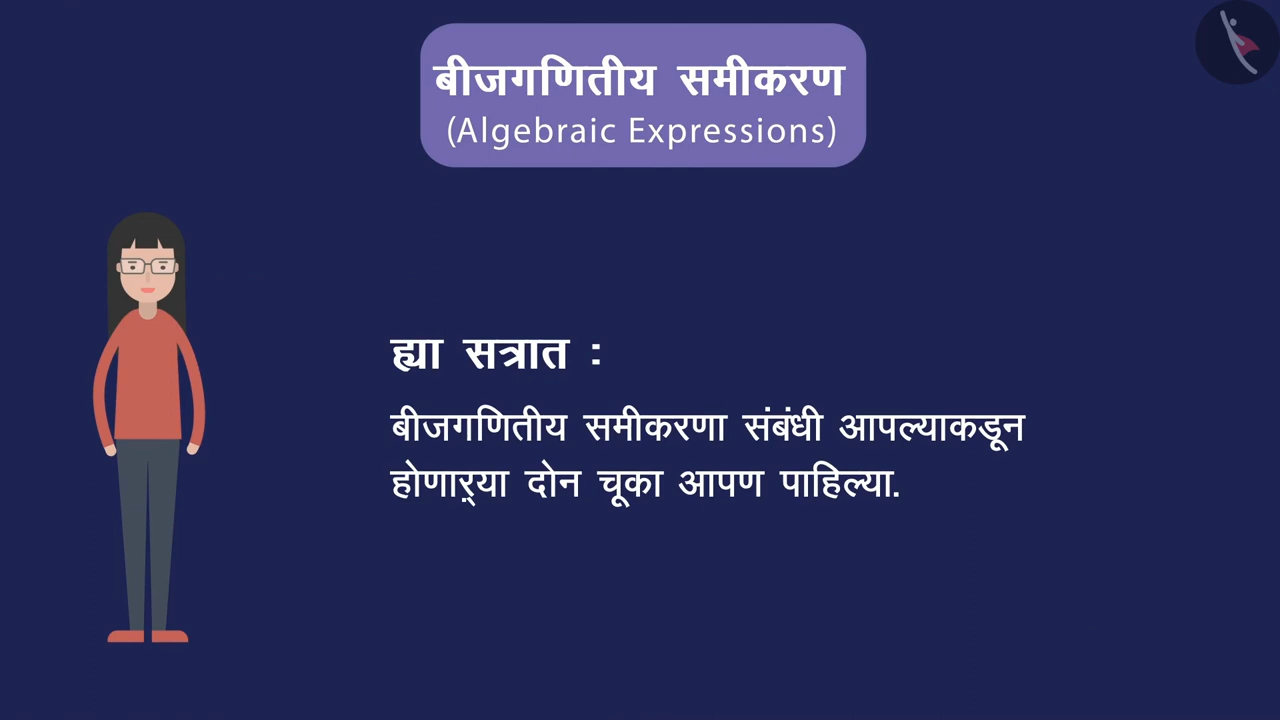 बीजगणितीय समीकरण
(Algebraic Expressions)
ह्या सत्रात :
बीजगणितीय समीकरणा संबंधी आपल्याकडून
होणाऱ्या दोन चूका आपण पाहिल्या.